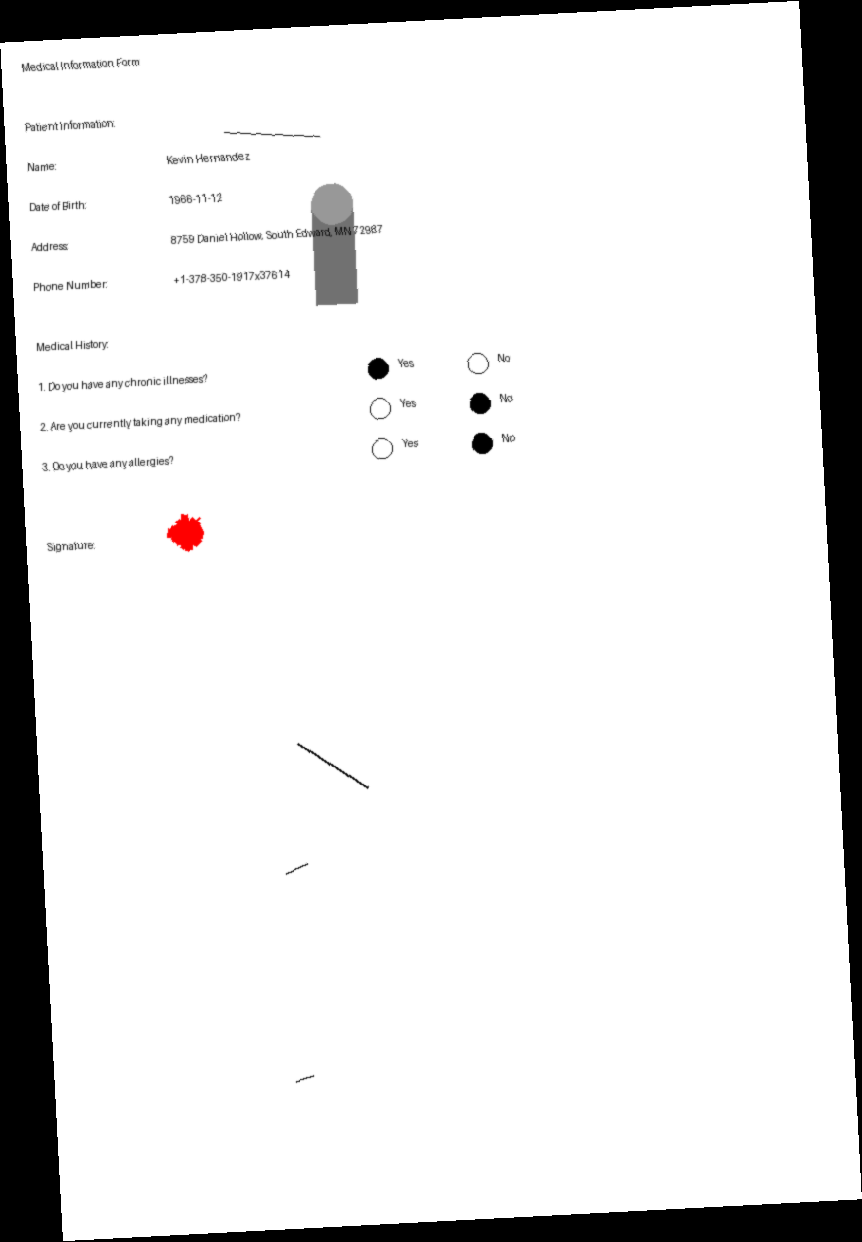 Medical Information Form
Patient Information:
Name: Kevin Hernandez
Date of Birth: 1966-11-12
Address: 8759 Daniel Hollow, South Edward, MN 72987
Phone Number: +1-378-350-1917x37614
Medical History:
1. Do you have any chronic illnesses? Yes No
2. Are you currently taking any medication? Yes No
3. Do you have any allergies? Yes No
Signature: